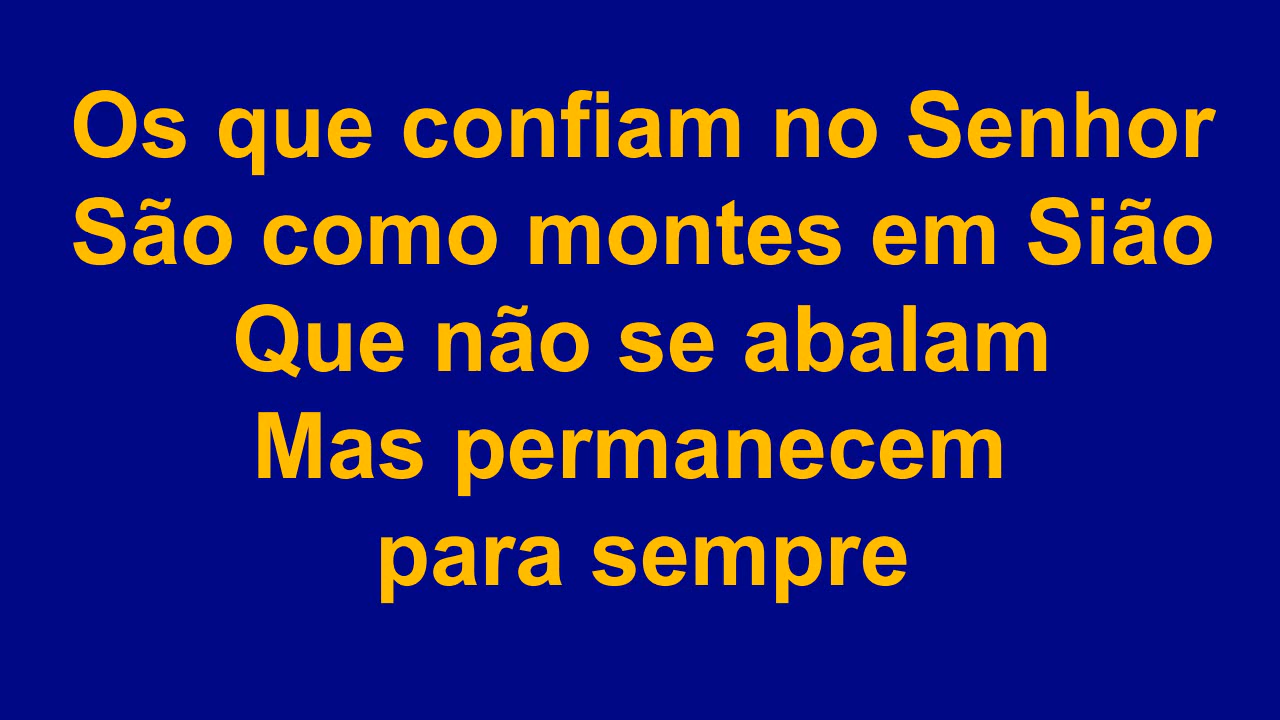 Os que confiam no Senhor
São como montes em Sião
Que não se abalam
Mas permanecem
para sempre